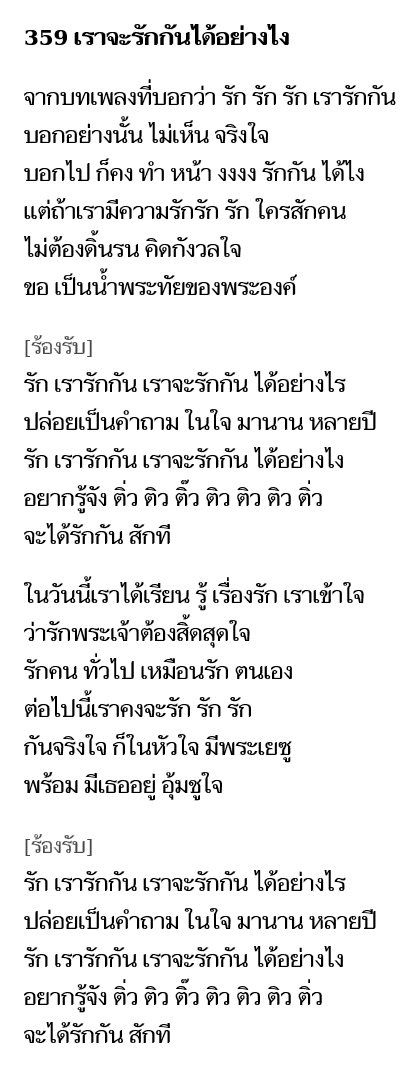 359 เราจะรักกันได้อย่างไง
จากบทเพลงที่บอกว่า รัก รัก รัก เรารักกัน
บอกอย่างนั้น ไม่เห็น จริงใจ
บอกไป ก็คง ทำ หน้า งงงง รักกัน ได้ไง
แต่ถ้าเรามีความรักรัก รัก ใครสักคน
ไม่ต้องดิ้นรน คิดกังวลใจ
ขอ เป็นน้ำพระทัยของพระองค์
[ร้องรับ]
รัก เรารักกัน เราจะรักกัน ได้อย่างไร
ปล่อยเป็นคำถาม ในใจ มานาน หลายปี
รัก เรารักกัน เราจะรักกัน ได้อย่างไง
อยากรู้จัง ติ่ว ติว ติ๊ว ติว ติว ติว ติ่ว
จะได้รักกัน สักที
ในวันนี้เราได้เรียน รู้ เรื่องรัก เราเข้าใจ
ว่ารักพระเจ้าต้องสิ้ดสุดใจ
รักคน ทั่วไป เหมือนรัก ตนเอง
ต่อไปนี้เราคงจะรัก รัก รัก
กันจริงใจ ก็ในหัวใจ มีพระเยซู
พร้อม มีเธออยู่ อุ้มชูใจ
[ร้องรับ]
รัก เรารักกัน เราจะรักกัน ได้อย่างไร
ปล่อยเป็นคำถาม ในใจ มานาน หลายปี
รัก เรารักกัน เราจะรักกัน ได้อย่างไง
อยากรู้จัง ติ่ว ติว ติ๊ว ติว ติว ติว ติ่ว
จะได้รักกัน สักที